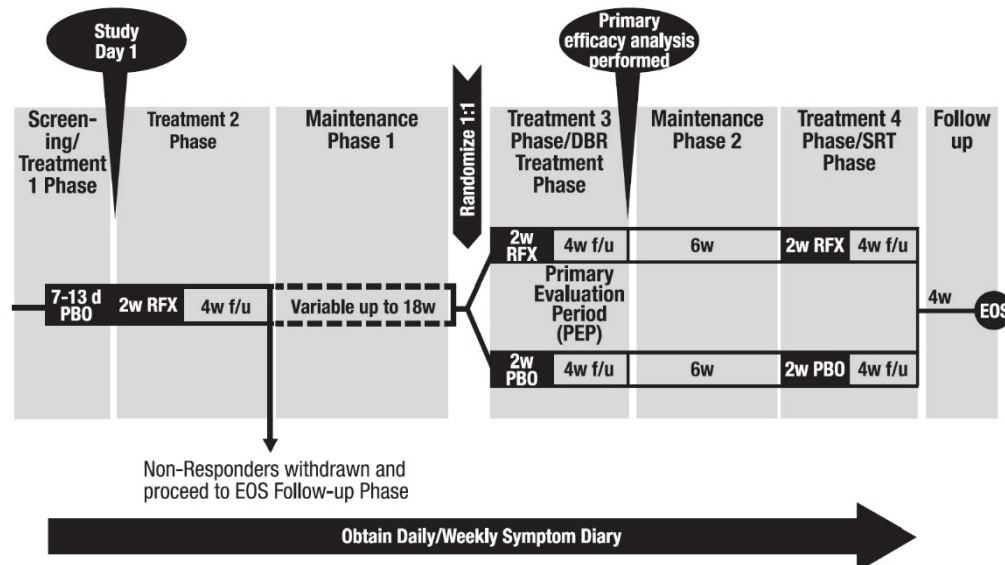 Study
Day 1
Primary
efficacy analysis
performed
Screen-
ing/
Treatment
1 Phase
Treatment 2
Phase
Maintenance
Phase 1
Randomize 1:1
Treatment 3
Phase/DBR
Treatment
Phase
Maintenance
Phase 2
Treatment 4
Phase/SRT
Phase
Follow
up
2w
RFX
4w f/u
6w
2w RFX
4w f/u
7-13 d
PBO
2w RFX
4w f/u
Variable up to 18w
Primary
Evaluation
Period
(PEP)
4w
EOS
2w
PBO
4w f/u
6w
2w PBO
4w f/u
Non-Responders withdrawn and
proceed to EOS Follow-up Phase
Obtain Daily/Weekly Symptom Diary